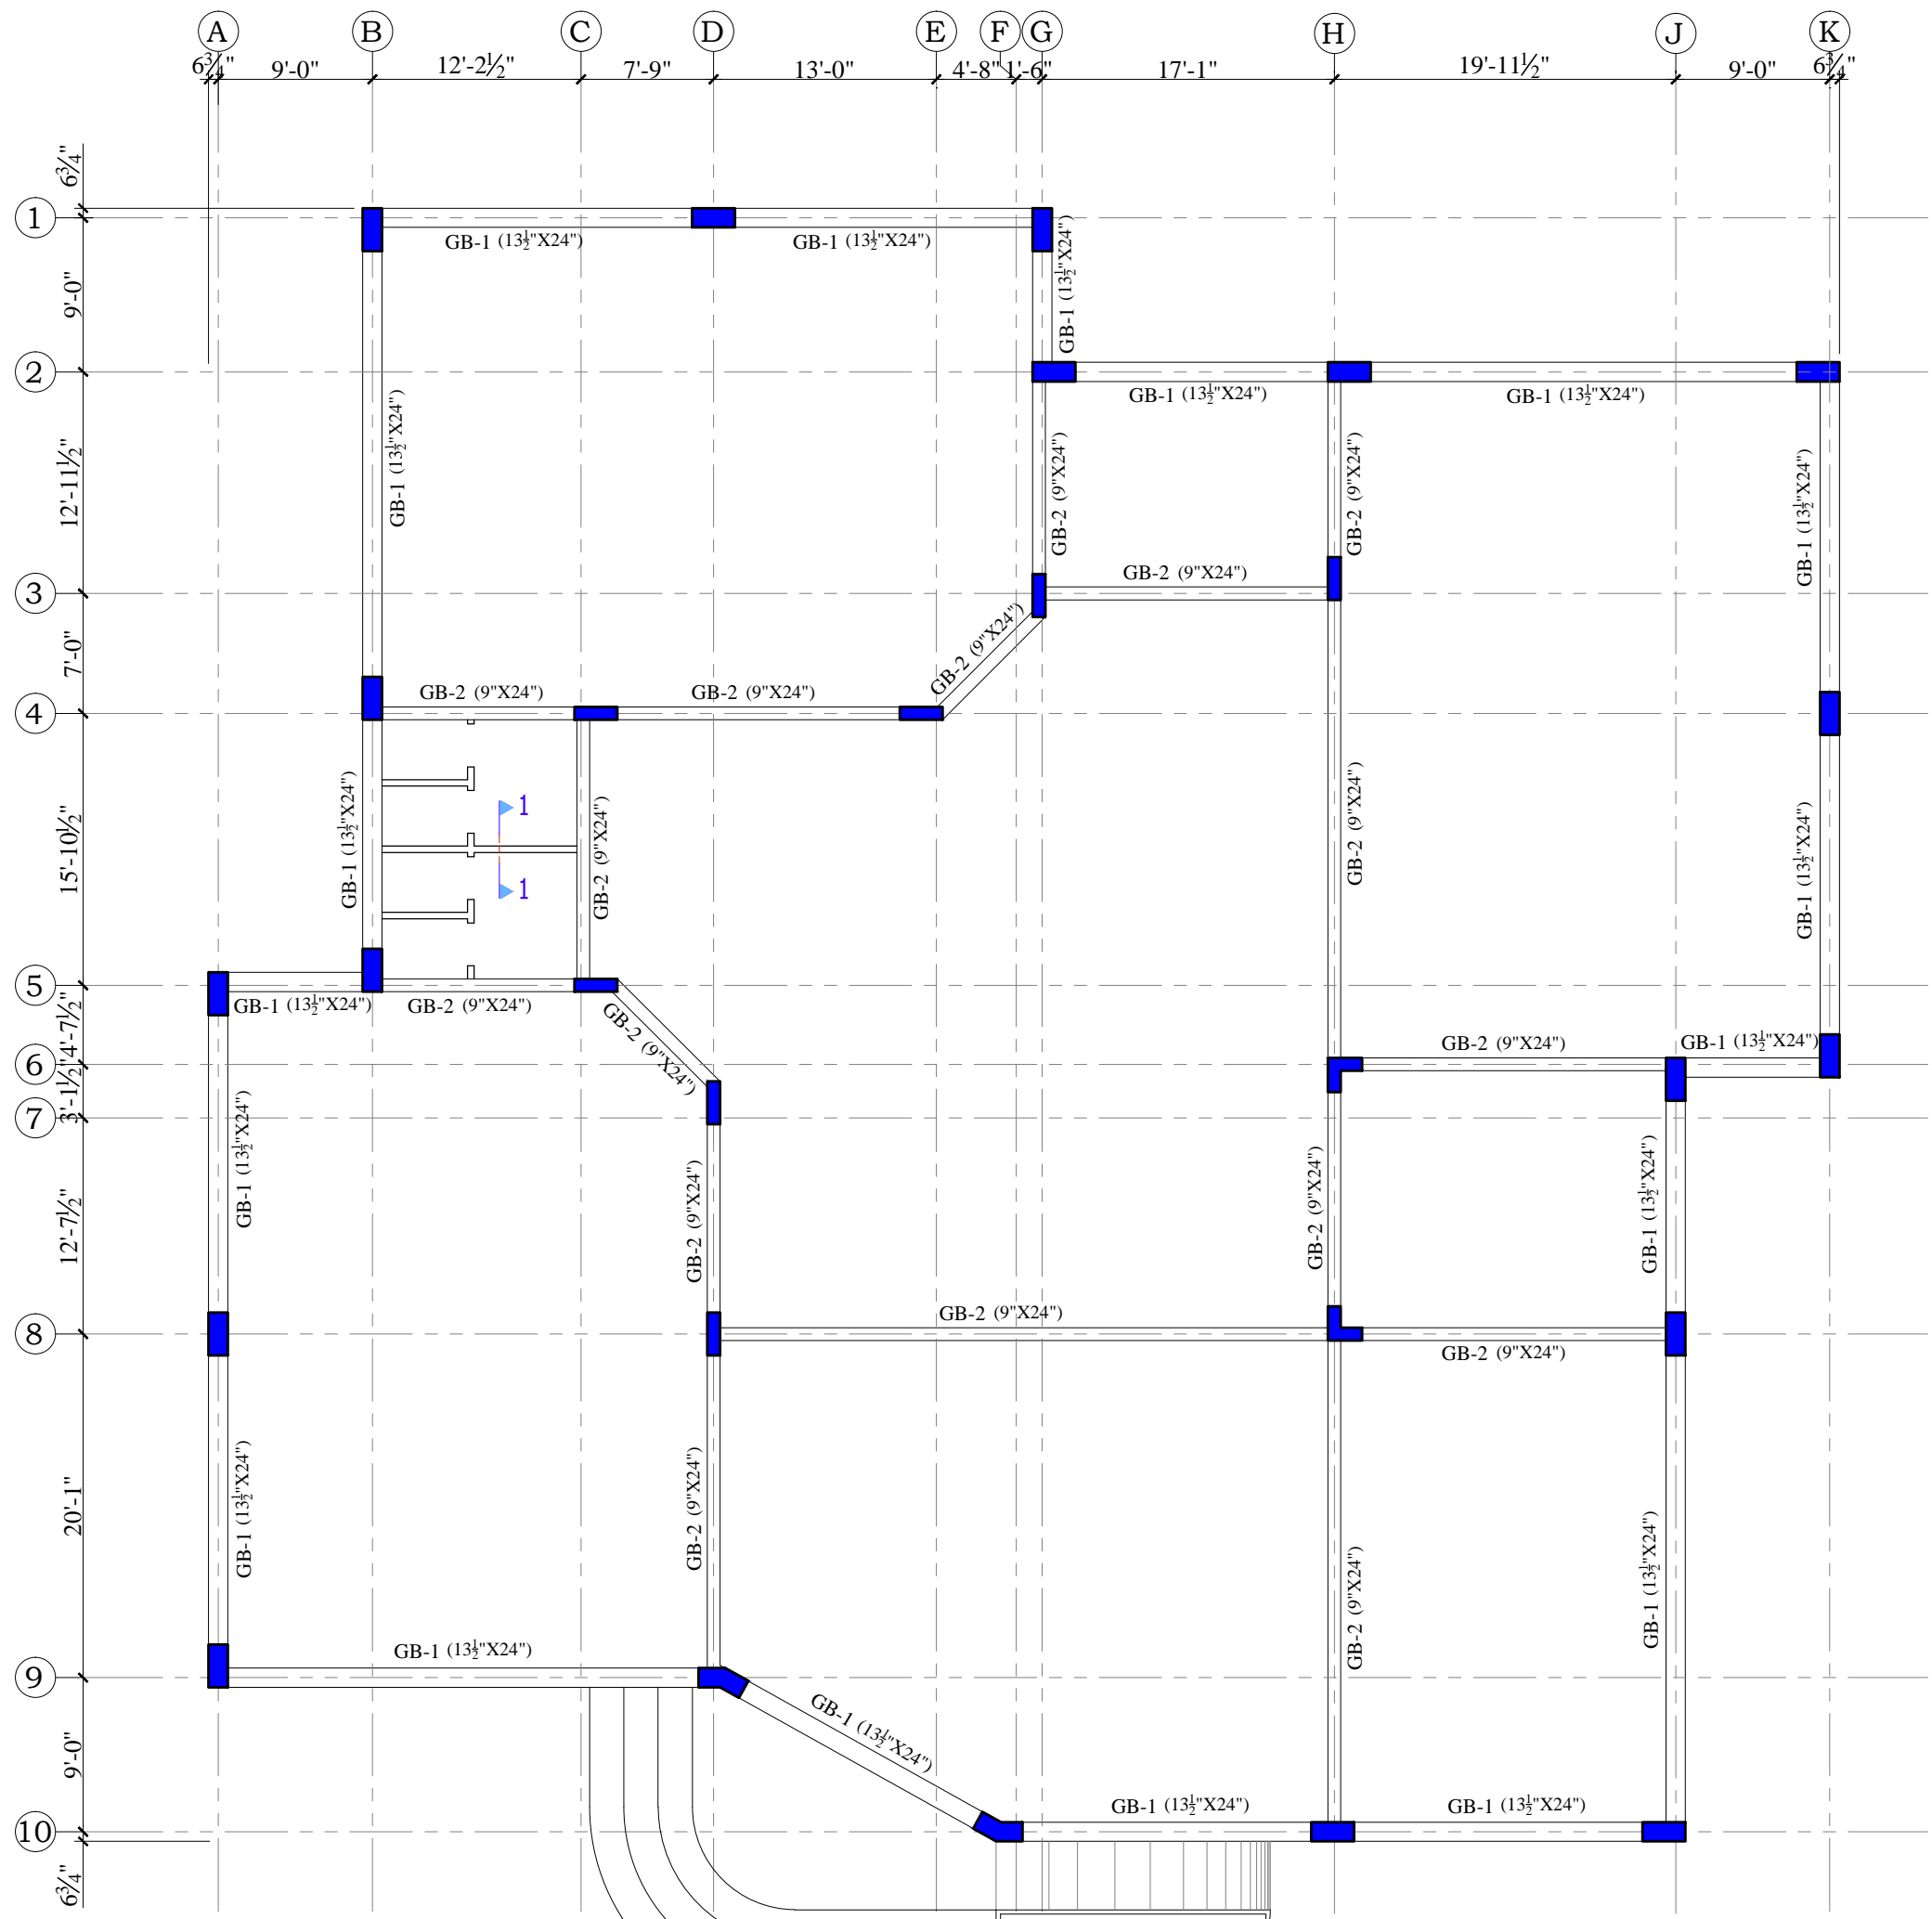 A B C D E F G H J K
6¾" 9'-0" 12'-2½" 7'-9" 13'-0" 4'-8" 1'-6" 17'-1" 19'-11½" 9'-0" 6¾"
6¾"
1
GB-1 (13½"X24") GB-1 (13½"X24")
GB-1 (13½"X24")
9'-0"
2
GB-1 (13½"X24") GB-1 (13½"X24")
12'-11½"
GB-1 (13½"X24")
GB-2 (9"X24")
GB-2 (9"X24")
GB-1 (13½"X24")
3
GB-2 (9"X24")
7'-0"
GB-2 (9"X24")
4
GB-2 (9"X24") GB-2 (9"X24")
15'-10½"
GB-1 (13½"X24")
1
1
GB-2 (9"X24")
GB-2 (9"X24")
GB-1 (13½"X24")
5
GB-1 (13½"X24") GB-2 (9"X24")
GB-2 (9"X24")
4'-7½"
6
GB-2 (9"X24") GB-1 (13½"X24")
3'-1½"
7
12'-7½"
GB-1 (13½"X24")
GB-2 (9"X24")
GB-2 (9"X24")
GB-1 (13½"X24")
8
GB-2 (9"X24")
GB-2 (9"X24")
20'-1"
GB-1 (13½"X24")
GB-2 (9"X24")
GB-2 (9"X24")
GB-1 (13½"X24")
GB-1 (13½"X24")
9
GB-1 (13½"X24")
9'-0"
GB-1 (13½"X24") GB-1 (13½"X24")
10
6¾"